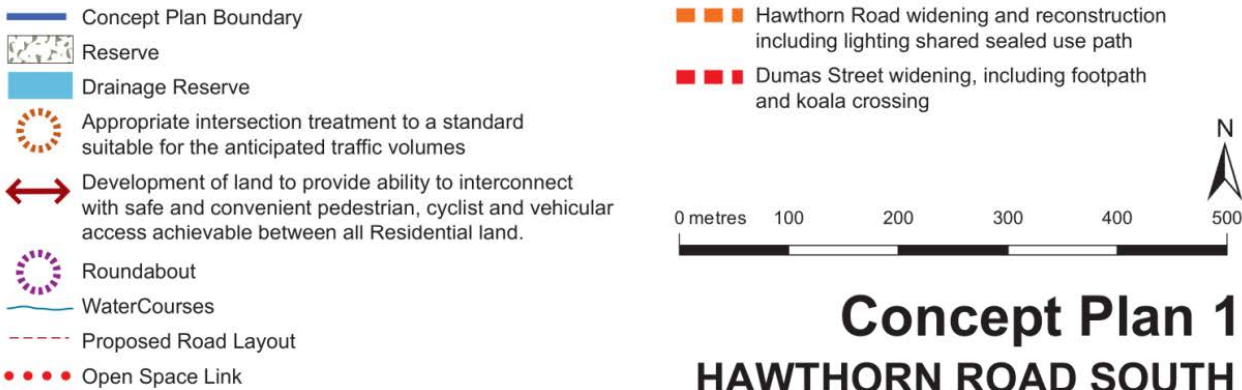 Concept Plan Boundary
Reserve
Drainage Reserve
Appropriate intersection treatment to a standard
suitable for the anticipated traffic volumes
Development of land to provide ability to interconnect
with safe and convenient pedestrian, cyclist and vehicular
access achievable between all Residential land.
Roundabout
WaterCourses
Proposed Road Layout
Open Space Link
Hawthorn Road widening and reconstruction
including lighting shared sealed use path
Dumas Street widening, including footpath
and koala crossing
N
0 metres 100 200 300 400 500
Concept Plan 1
HAWTHORN ROAD SOUTH